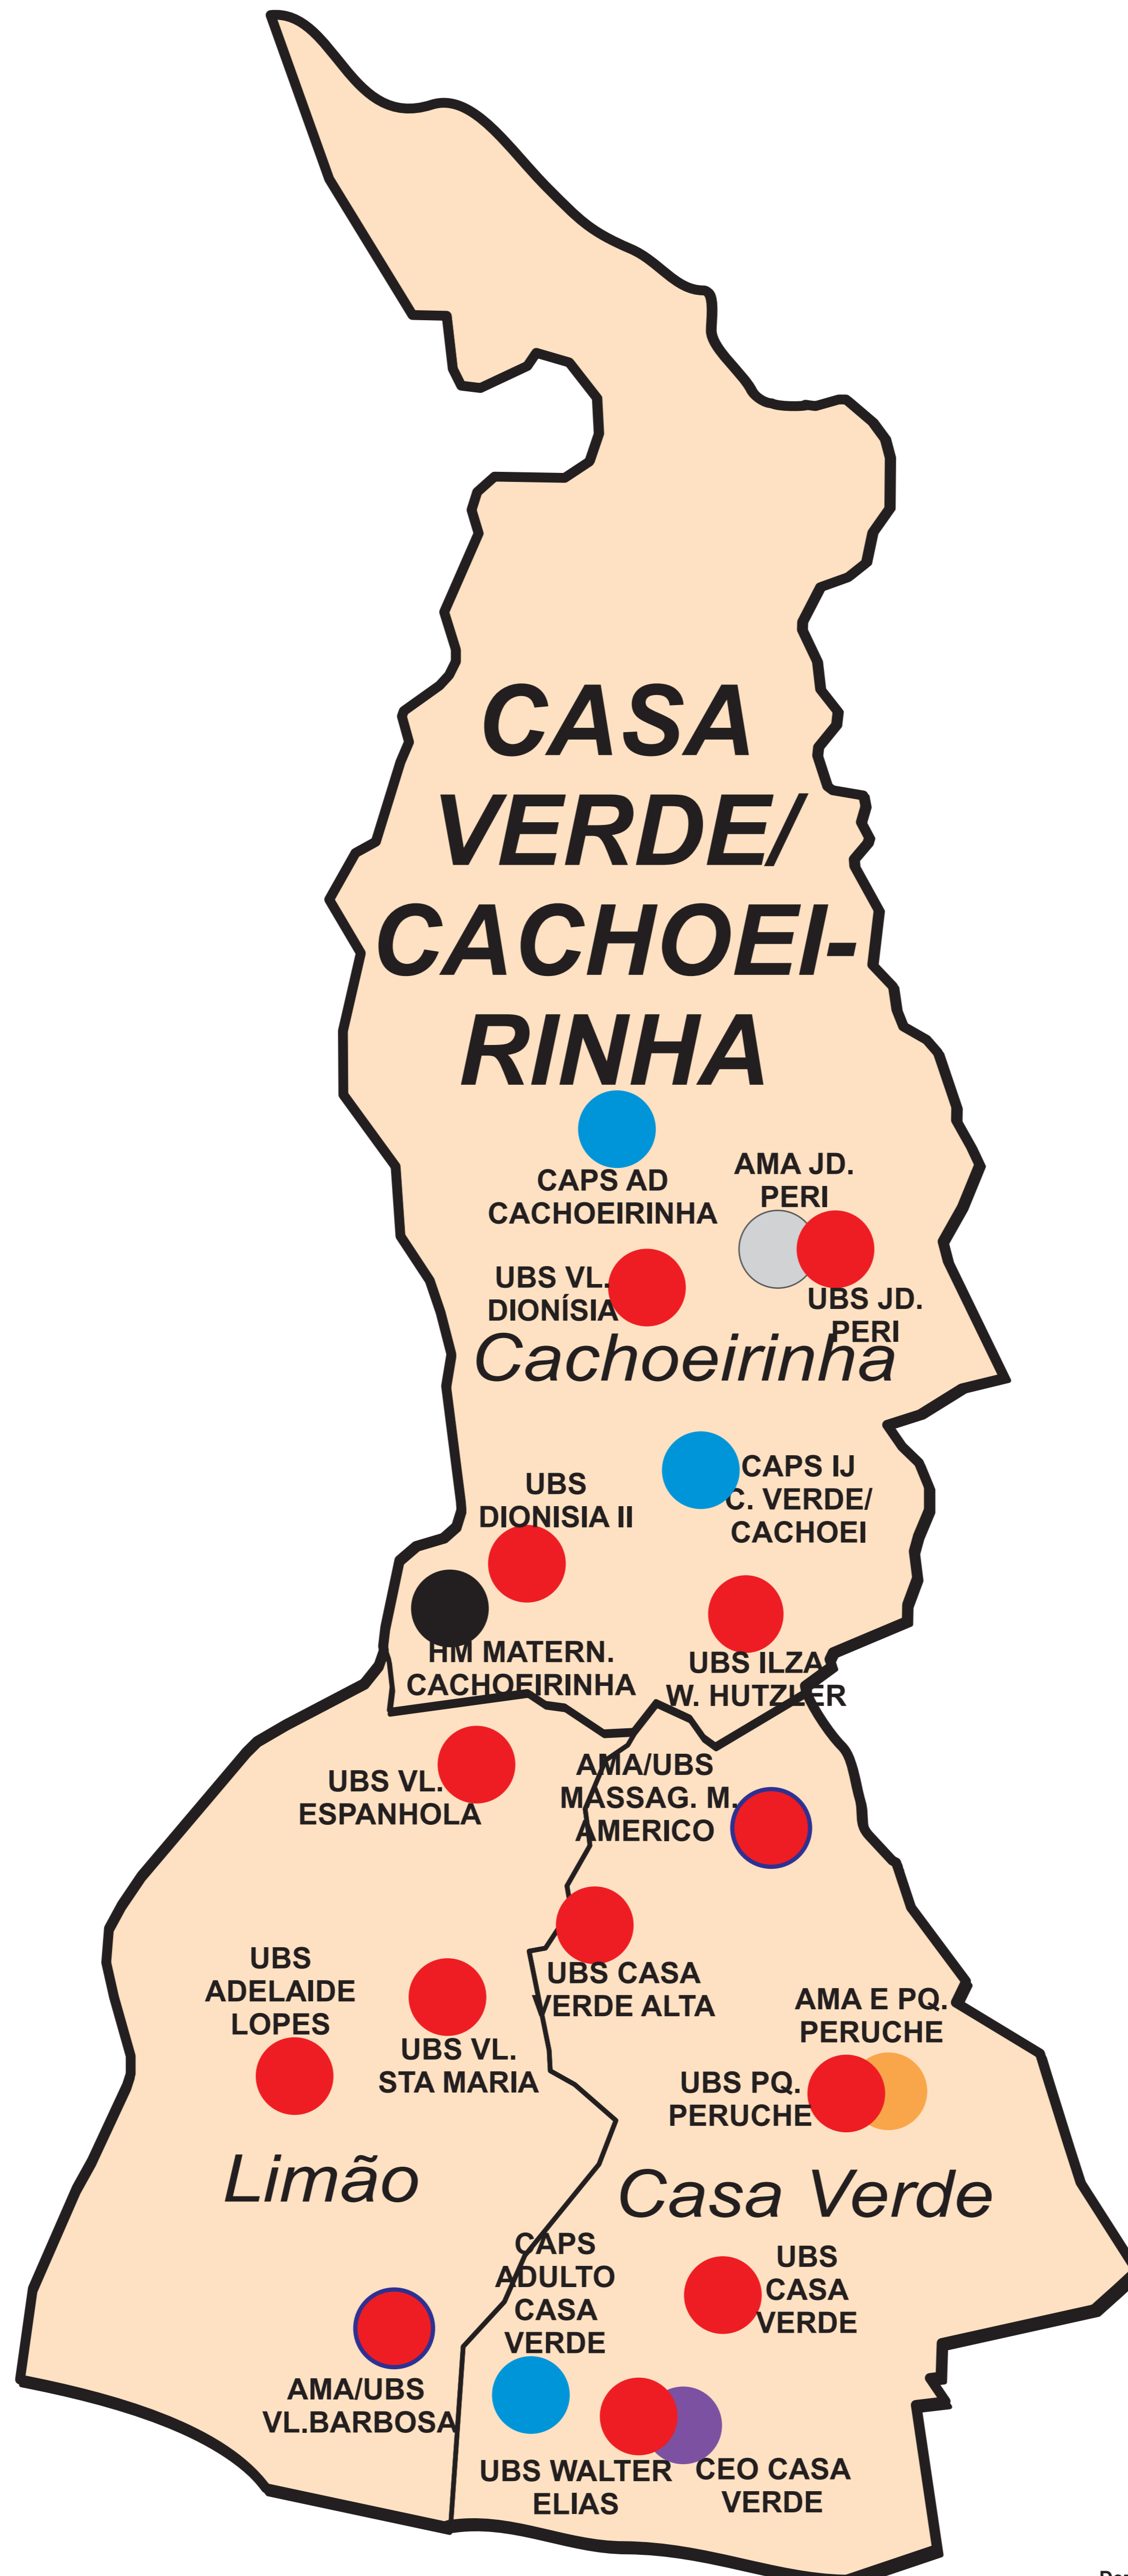 CASA
VERDE/
CACHOEI-
RINHA
CAPS AD
CACHOEIRINHA
AMA JD.
PERI
UBS VL.
DIONÍSIA
UBS JD.
PERI
Cachoeirinha
CAPS IJ
C. VERDE/
CACHOEI
UBS
DIONISIA II
HM MATERN.
CACHOEIRINHA
UBS ILZA
W. HUTZLER
UBS VL.
ESPANHOLA
AMA/UBS
MASSAG. M.
AMERICO
UBS
ADELAIDE
LOPES
UBS CASA
VERDE ALTA
UBS VL.
STA MARIA
AMA E PQ.
PERUCHE
UBS PQ.
PERUCHE
Limão
Casa Verde
CAPS
ADULTO
CASA
VERDE
UBS
CASA
VERDE
AMA/UBS
VL.BARBOSA
UBS WALTER
ELIAS
CEO CASA
VERDE